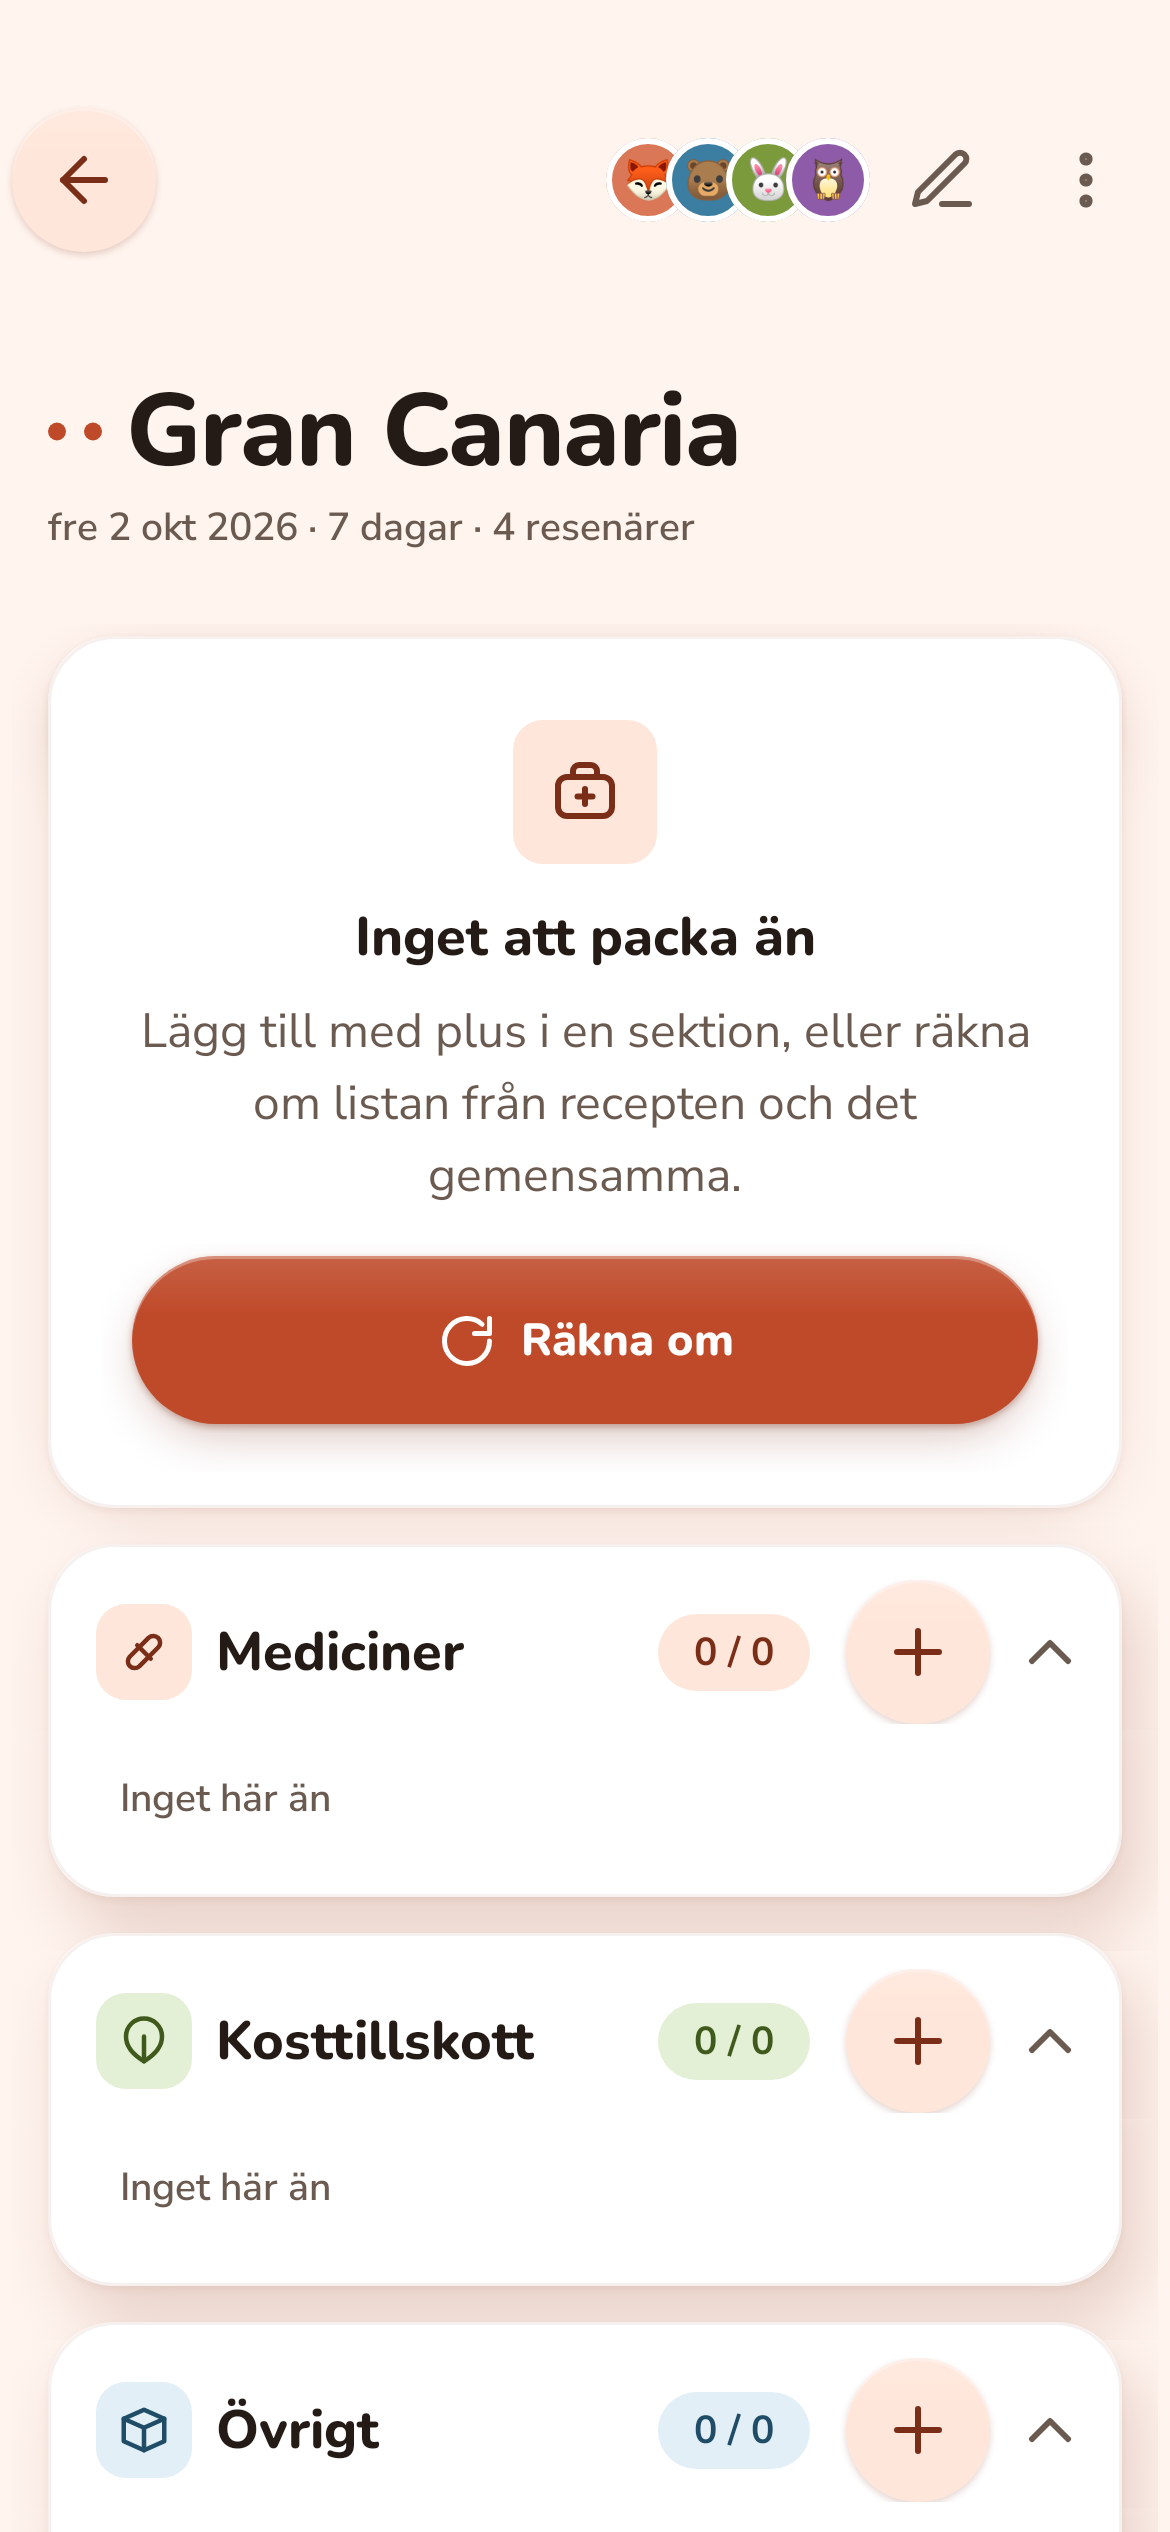 Gran Canaria
fre 2 okt 2026 · 7 dagar · 4 resenärer
Inget att packa än
Lägg till med plus i en sektion, eller räkna
om listan från recepten och det
gemensamma.
Räkna om
Mediciner 0 / 0
Inget här än
Kosttillskott 0 / 0
Inget här än
Övrigt 0 / 0